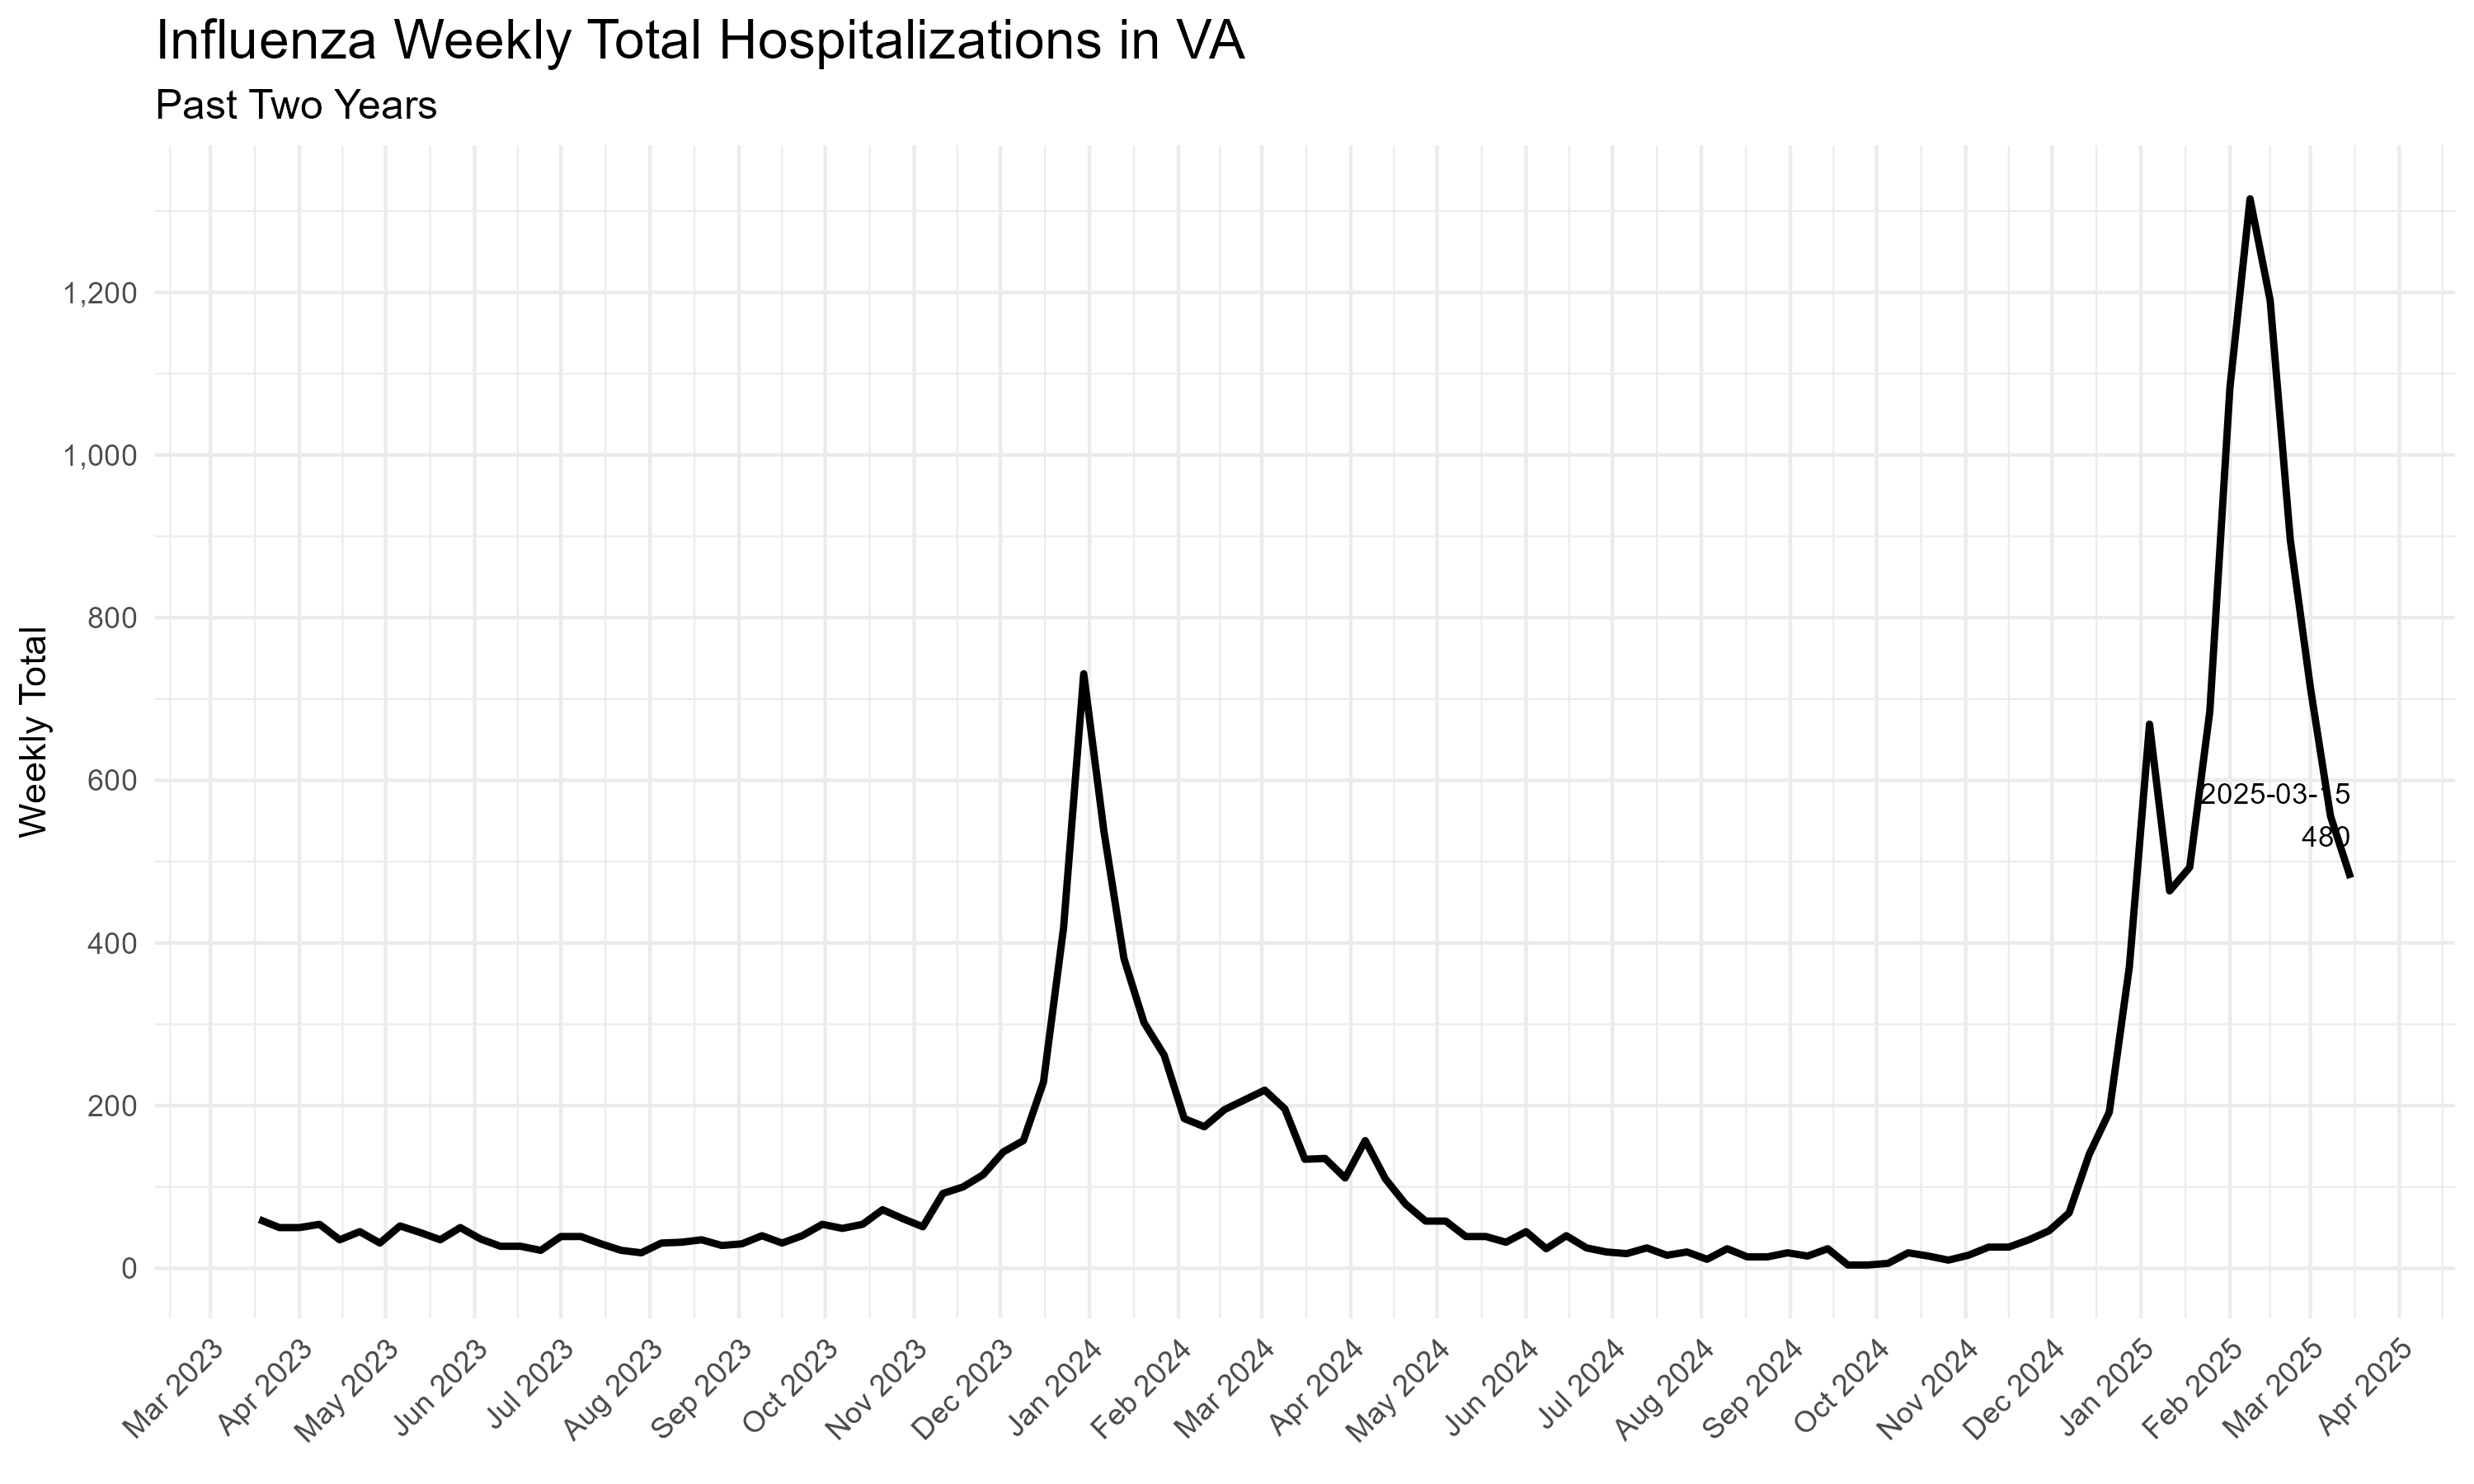 Influenza Weekly Total Hospitalizations in VA
Past Two Years
Weekly Total
1,200
1,000
800
600
400
200
0
2025-03-15
480
Mar 2023
Apr 2023
May 2023
Jun 2023
Jul 2023
Aug 2023
Sep 2023
Oct 2023
Nov 2023
Dec 2023
Jan 2024
Feb 2024
Mar 2024
Apr 2024
May 2024
Jun 2024
Jul 2024
Aug 2024
Sep 2024
Oct 2024
Nov 2024
Dec 2024
Jan 2025
Feb 2025
Mar 2025
Apr 2025